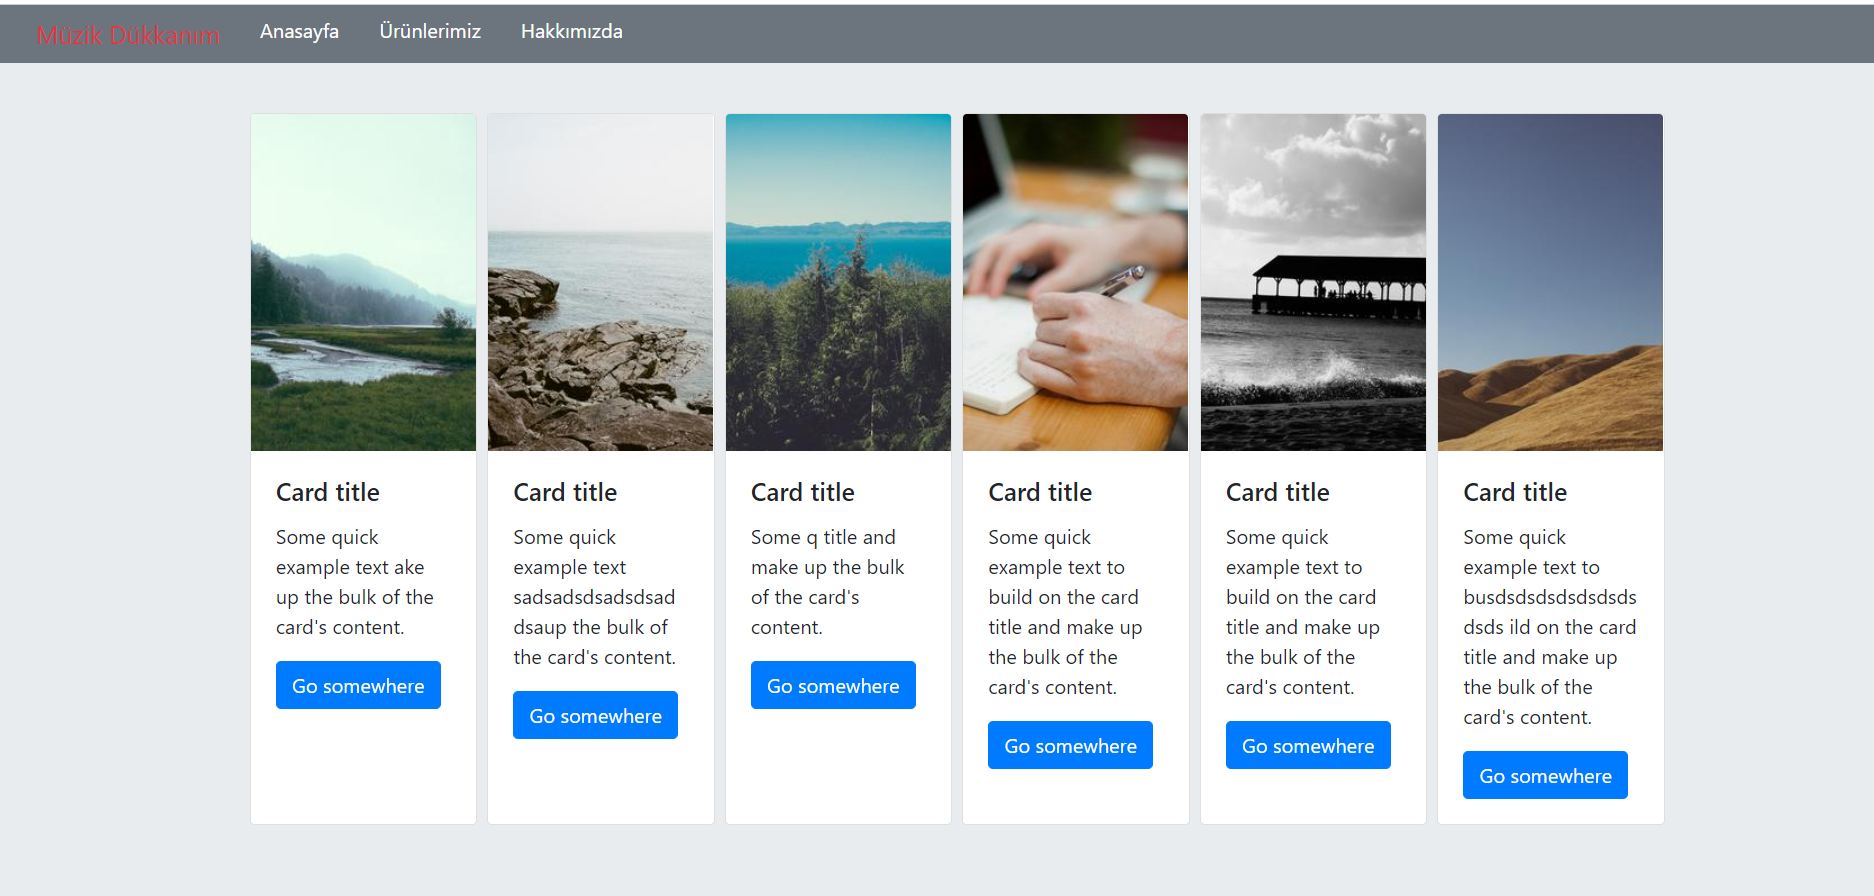 Müzik Dükkanım Anasayfa Ürünlerimiz Hakkımızda
Card title
Some quick
example text ake
up the bulk of the
card's content.
Go somewhere
Card title
Some quick
example text
sadsadsdsadsdsad
dsaup the bulk of
the card's content.
Go somewhere
Card title
Some q title and
make up the bulk
of the card's
content.
Go somewhere
Card title
Some quick
example text to
build on the card
title and make up
the bulk of the
card's content.
Go somewhere
Card title
Some quick
example text to
build on the card
title and make up
the bulk of the
card's content.
Go somewhere
Card title
Some quick
example text to
busdsdsdsdsdsdsds
dsds ild on the card
title and make up
the bulk of the
card's content.
Go somewhere